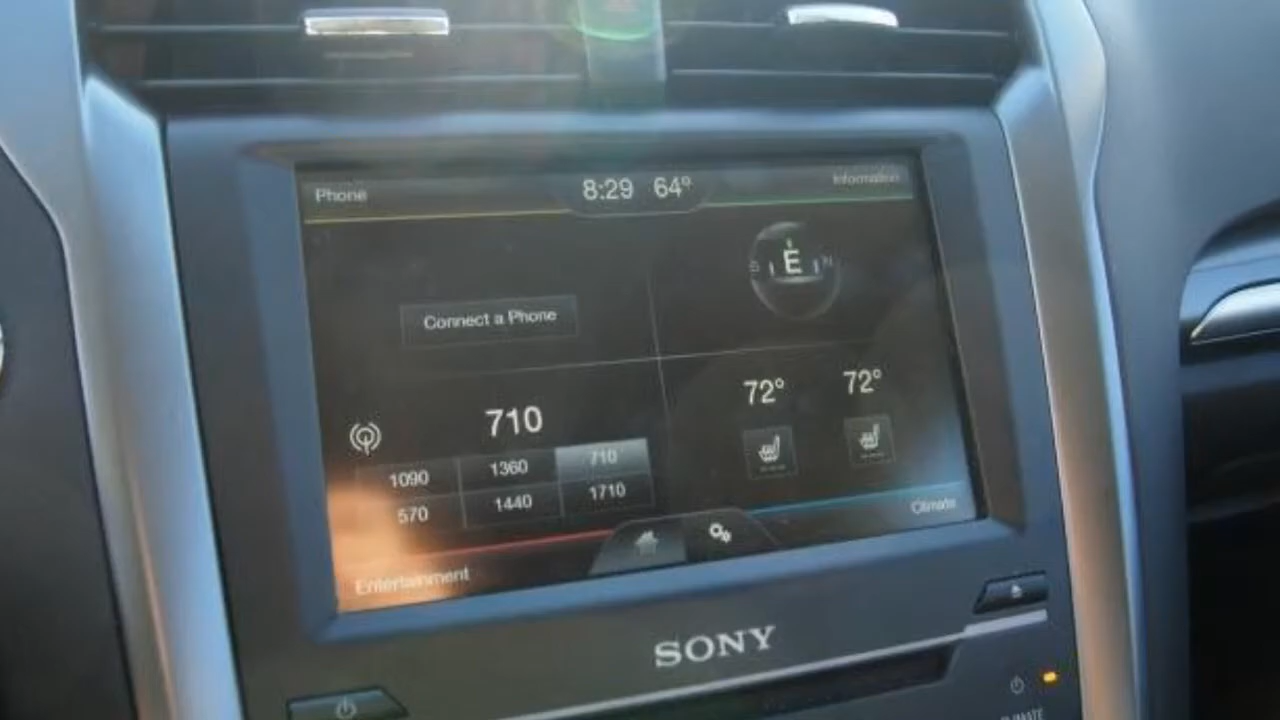 Phone
8:29 64°
Information
S E N
Connect a Phone
72° 72°
710
1090 1360 710
570 1440 1710
Climate
Entertainment
SONY